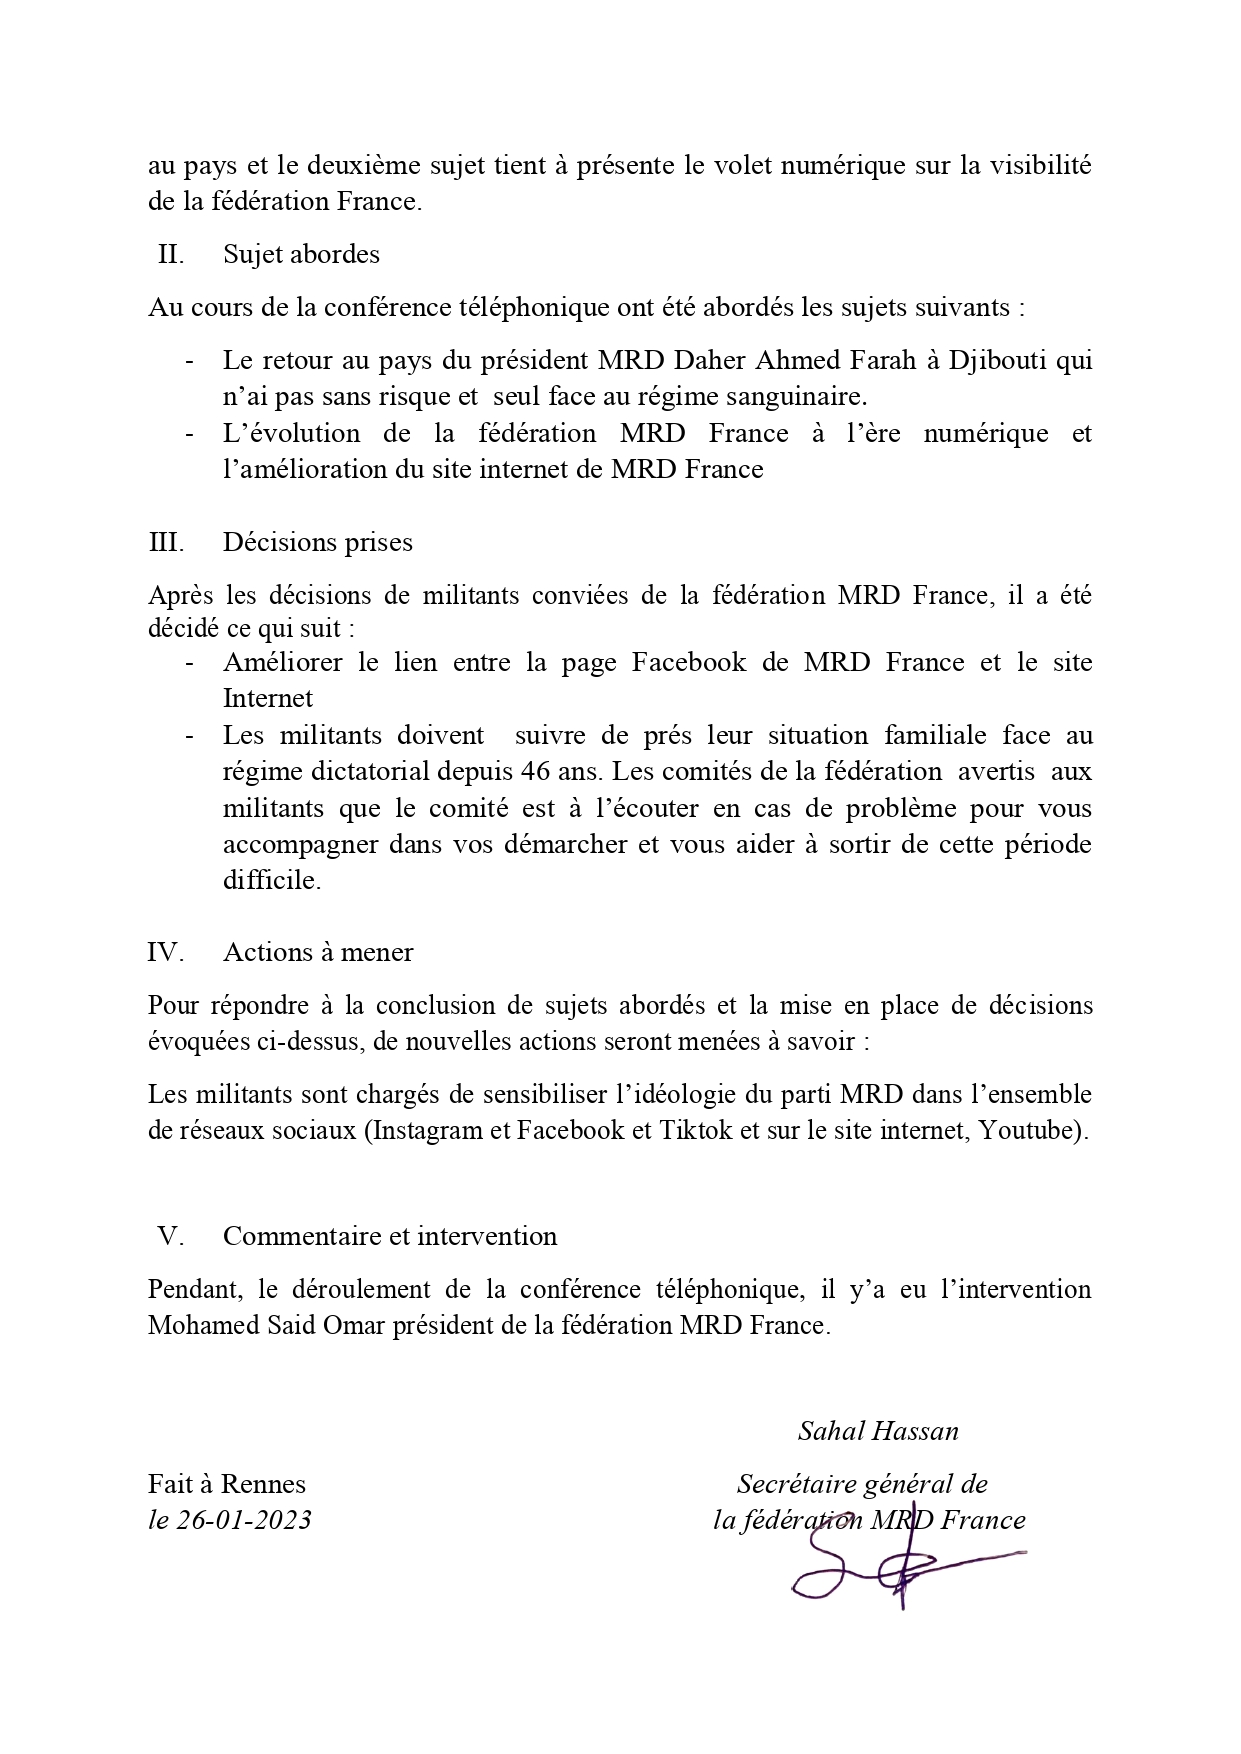 au pays et le deuxième sujet tient à présente le volet numérique sur la visibilité
de la fédération France.
II. Sujet abordes
Au cours de la conférence téléphonique ont été abordés les sujets suivants :
- Le retour au pays du président MRD Daher Ahmed Farah à Djibouti qui
n’ai pas sans risque et seul face au régime sanguinaire.
- L’évolution de la fédération MRD France à l’ère numérique et
l’amélioration du site internet de MRD France
III. Décisions prises
Après les décisions de militants conviées de la fédération MRD France, il a été
décidé ce qui suit :
- Améliorer le lien entre la page Facebook de MRD France et le site
Internet
- Les militants doivent suivre de prés leur situation familiale face au
régime dictatorial depuis 46 ans. Les comités de la fédération avertis aux
militants que le comité est à l’écouter en cas de problème pour vous
accompagner dans vos démarcher et vous aider à sortir de cette période
difficile.
IV. Actions à mener
Pour répondre à la conclusion de sujets abordés et la mise en place de décisions
évoquées ci-dessus, de nouvelles actions seront menées à savoir :
Les militants sont chargés de sensibiliser l’idéologie du parti MRD dans l’ensemble
de réseaux sociaux (Instagram et Facebook et Tiktok et sur le site internet, Youtube).
V. Commentaire et intervention
Pendant, le déroulement de la conférence téléphonique, il y’a eu l’intervention
Mohamed Said Omar président de la fédération MRD France.
Sahal Hassan
Fait à Rennes Secrétaire général de
le 26-01-2023 la fédération MRD France